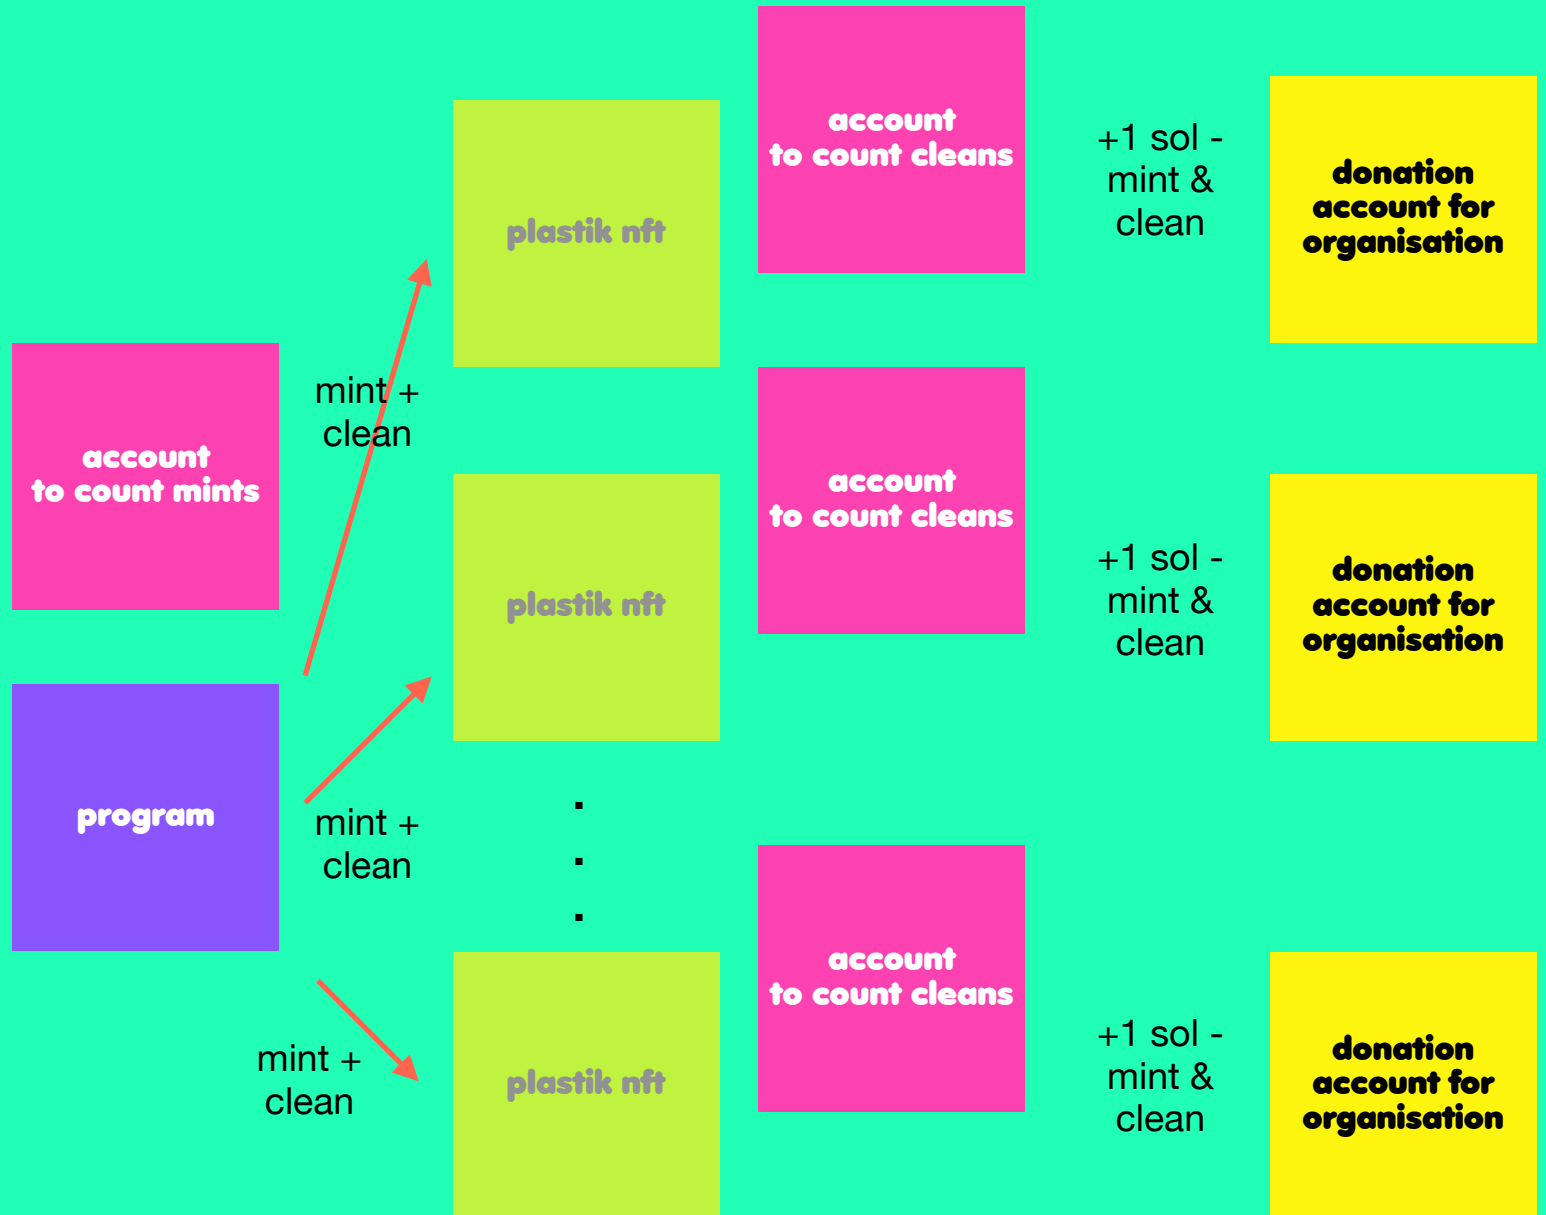 account
to count cleans
+1 sol -
mint &
clean
donation
account for
organisation
plastik nft
mint +
clean
account
to count mints
account
to count cleans
+1 sol -
mint &
clean
donation
account for
organisation
plastik nft
program
mint +
clean
.
.
.
account
to count cleans
+1 sol -
mint &
clean
donation
account for
organisation
mint +
clean
plastik nft